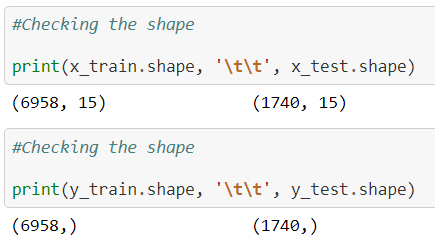 #Checking the shape
print(x_train.shape, '\t\t', x_test.shape)
(6958, 15) (1740, 15)
#Checking the shape
print(y_train.shape, '\t\t', y_test.shape)
(6958,) (1740,)